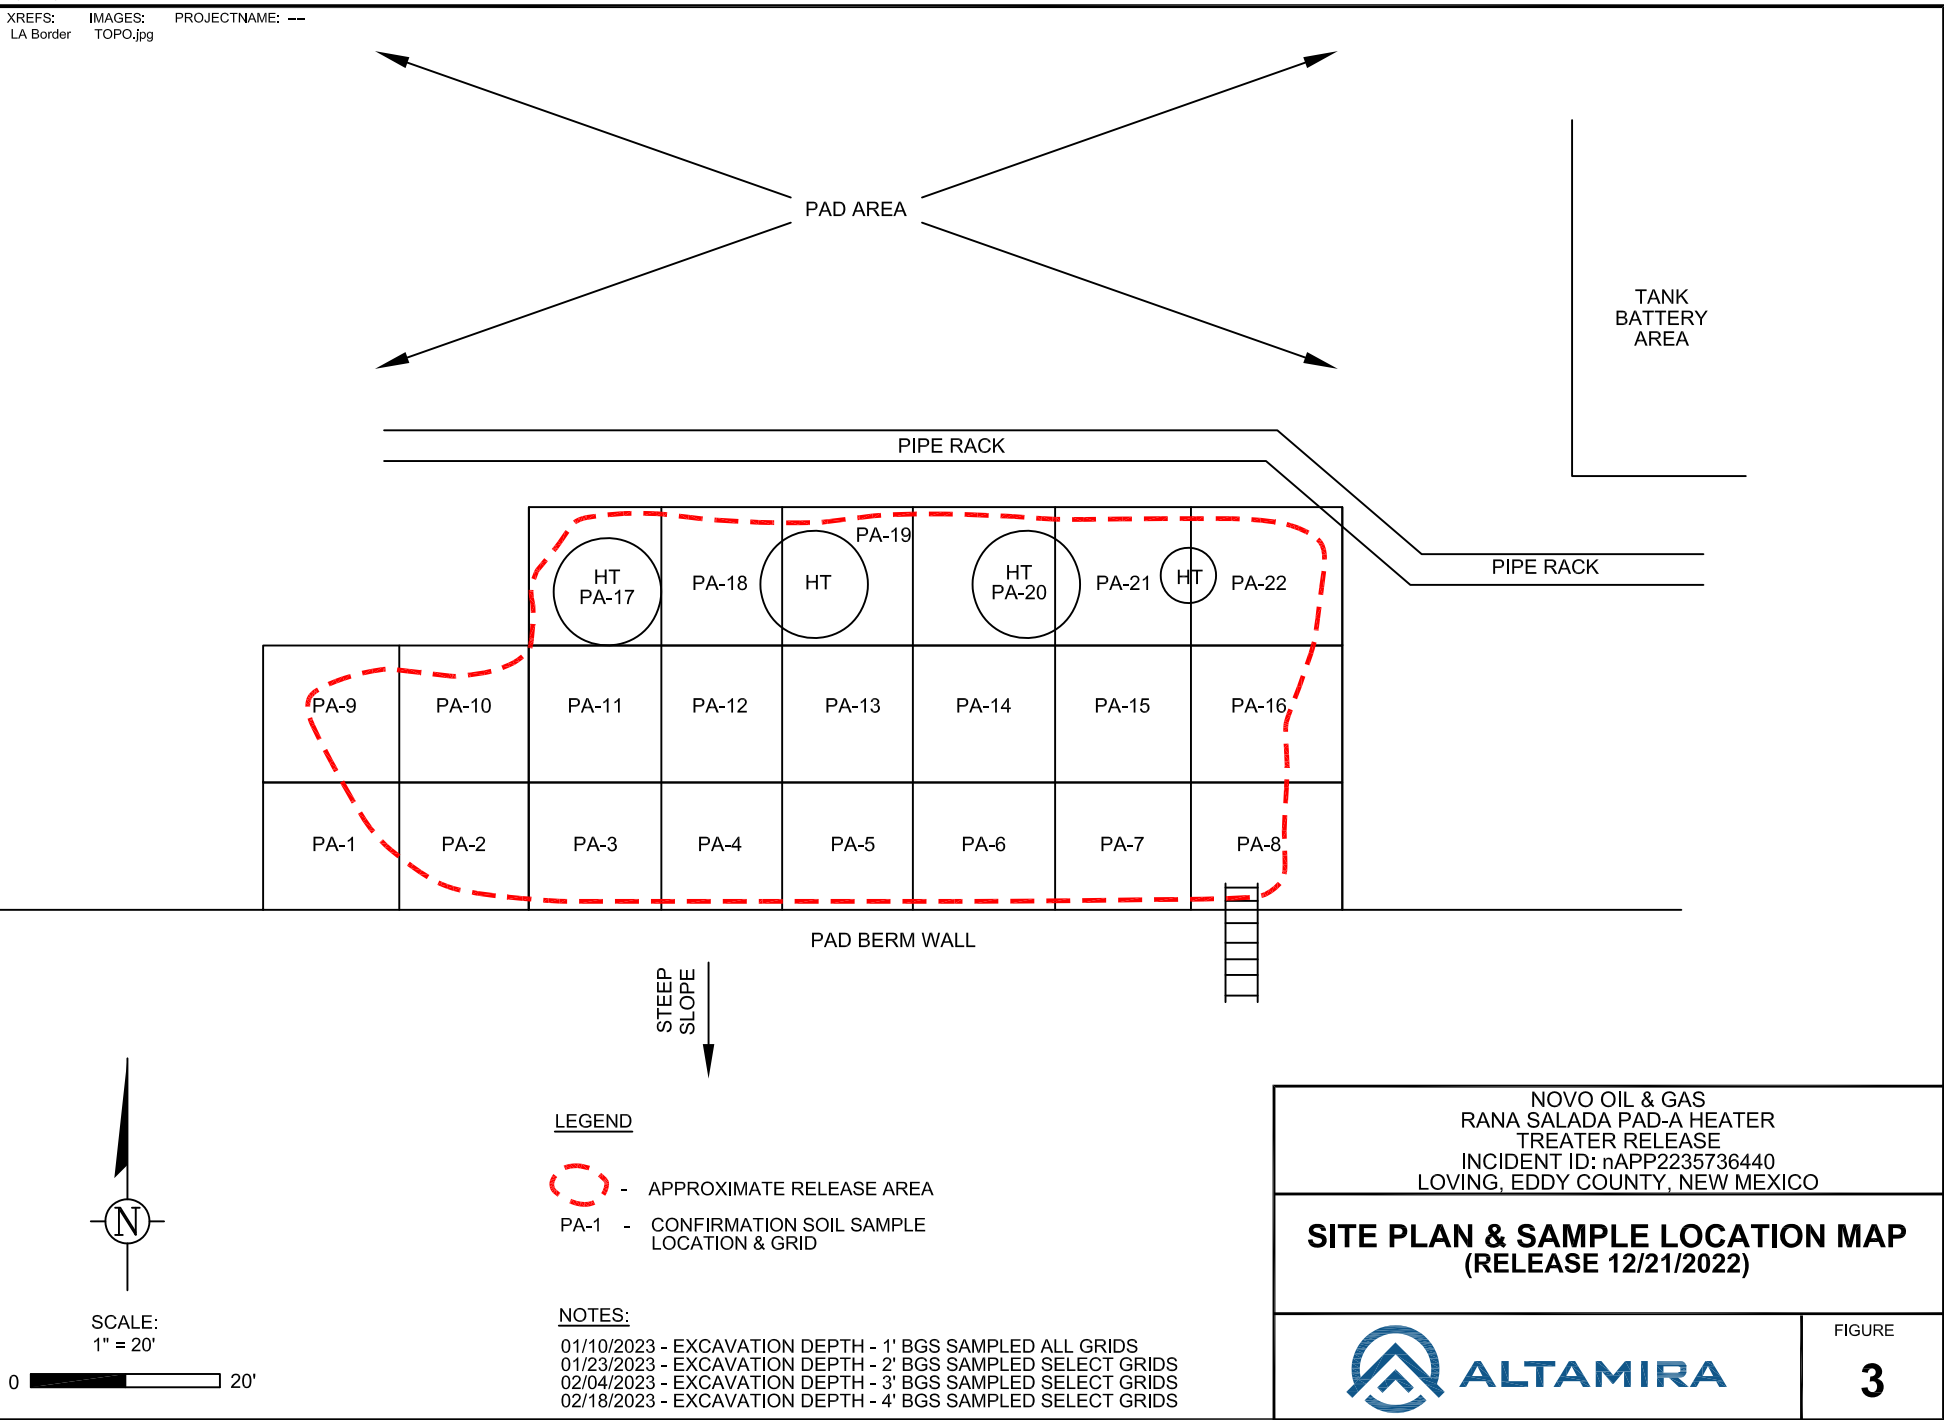 XREFS: IMAGES: PROJECTNAME: --
LA Border TOPO.jpg
PAD AREA
TANK
BATTERY
AREA
PIPE RACK
PIPE RACK
PA-19
HT
PA-17
PA-18
HT
HT
PA-20
PA-21
HT
PA-22
PA-9
PA-10
PA-11
PA-12
PA-13
PA-14
PA-15
PA-16
PA-1
PA-2
PA-3
PA-4
PA-5
PA-6
PA-7
PA-8
PAD BERM WALL
STEEP
SLOPE
LEGEND
- APPROXIMATE RELEASE AREA
PA-1 - CONFIRMATION SOIL SAMPLE
LOCATION & GRID
N
SCALE:
1" = 20'
0 20'
NOTES:
01/10/2023 - EXCAVATION DEPTH - 1' BGS SAMPLED ALL GRIDS
01/23/2023 - EXCAVATION DEPTH - 2' BGS SAMPLED SELECT GRIDS
02/04/2023 - EXCAVATION DEPTH - 3' BGS SAMPLED SELECT GRIDS
02/18/2023 - EXCAVATION DEPTH - 4' BGS SAMPLED SELECT GRIDS
NOVO OIL & GAS
RANA SALADA PAD-A HEATER
TREATER RELEASE
INCIDENT ID: nAPP2235736440
LOVING, EDDY COUNTY, NEW MEXICO
SITE PLAN & SAMPLE LOCATION MAP
(RELEASE 12/21/2022)
ALTAMIRA
FIGURE
3